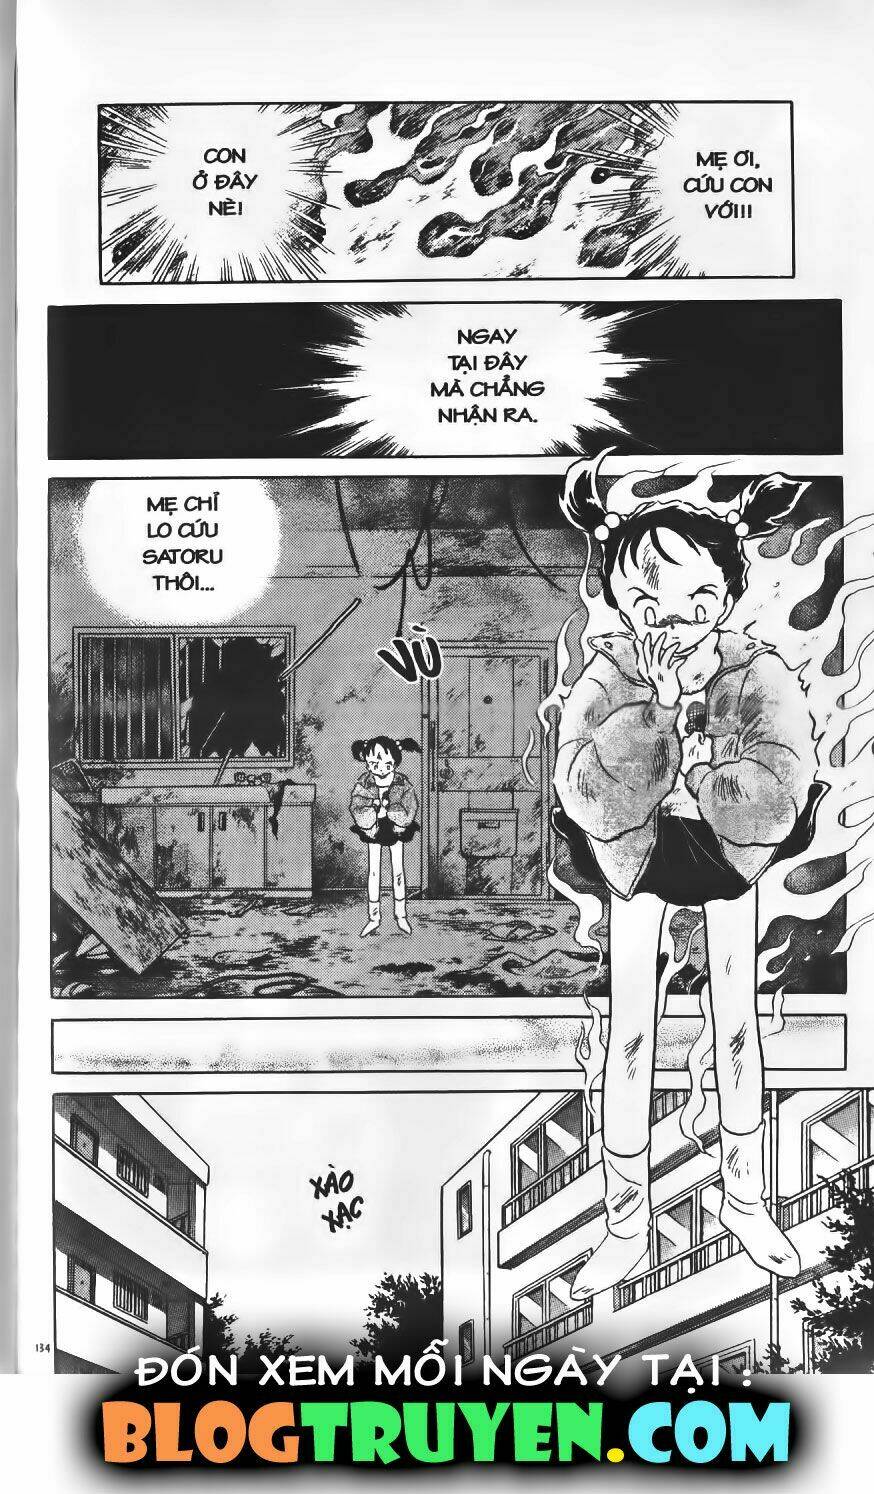 MẸ ƠI,
CỨU CON
VỚI!!!
CON
Ở ĐÂY
NÈ!
NGAY
TẠI ĐÂY
MÀ CHẲNG
NHẬN RA.
MẸ CHỈ
LO CỨU
SATORU
THÔI...
VÙ
XÀO
XẠC
134
ĐÓN XEM MỖI NGÀY TẠI :
BLOGTRUYEN.COM